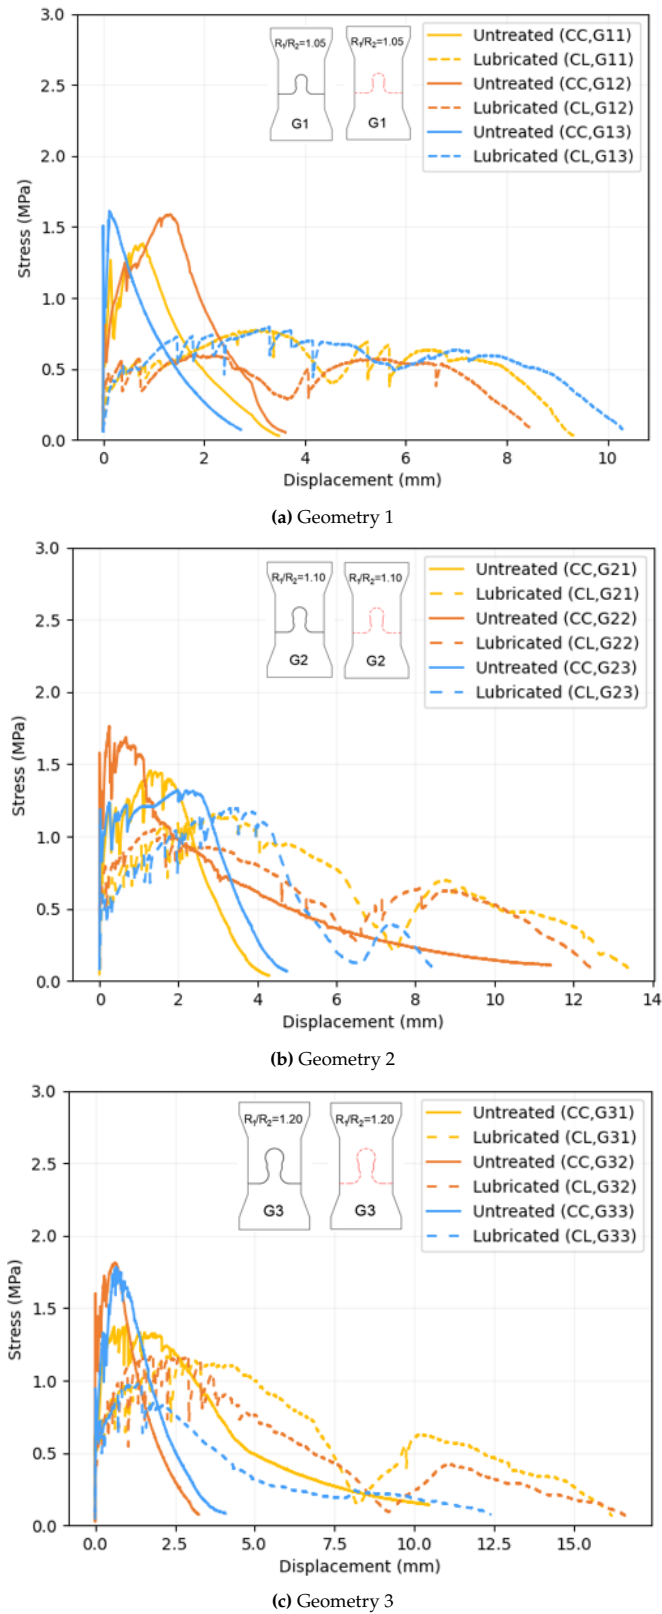 3.0
2.5
2.0
1.5
1.0
0.5
0.0
Stress (MPa)
R₁/R₂=1.05
R₁/R₂=1.05
G1
G1
Untreated (CC,G11)
Lubricated (CL,G11)
Untreated (CC,G12)
Lubricated (CL,G12)
Untreated (CC,G13)
Lubricated (CL,G13)
0 2 4 6 8 10
Displacement (mm)
(a) Geometry 1
3.0
2.5
2.0
1.5
1.0
0.5
0.0
Stress (MPa)
R₁/R₂=1.10
R₁/R₂=1.10
G2
G2
Untreated (CC,G21)
Lubricated (CL,G21)
Untreated (CC,G22)
Lubricated (CL,G22)
Untreated (CC,G23)
Lubricated (CL,G23)
0 2 4 6 8 10 12 14
Displacement (mm)
(b) Geometry 2
3.0
2.5
2.0
1.5
1.0
0.5
0.0
Stress (MPa)
R₁/R₂=1.20
R₁/R₂=1.20
G3
G3
Untreated (CC,G31)
Lubricated (CL,G31)
Untreated (CC,G32)
Lubricated (CL,G32)
Untreated (CC,G33)
Lubricated (CL,G33)
0.0 2.5 5.0 7.5 10.0 12.5 15.0
Displacement (mm)
(c) Geometry 3